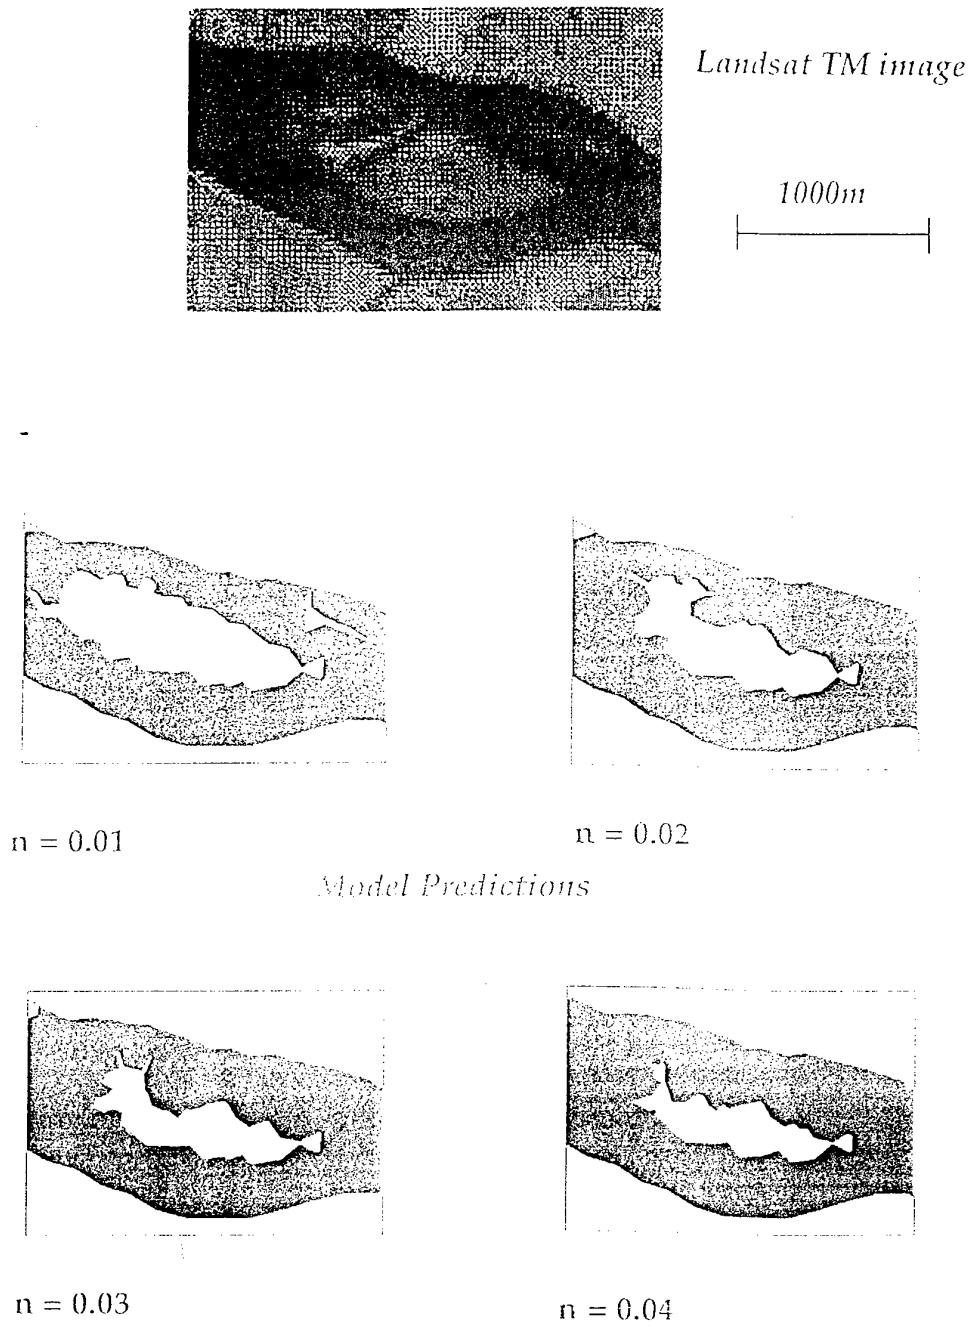 Landsat TM image
1000m
n = 0.01
n = 0.02
Model Predictions
n = 0.03
n = 0.04